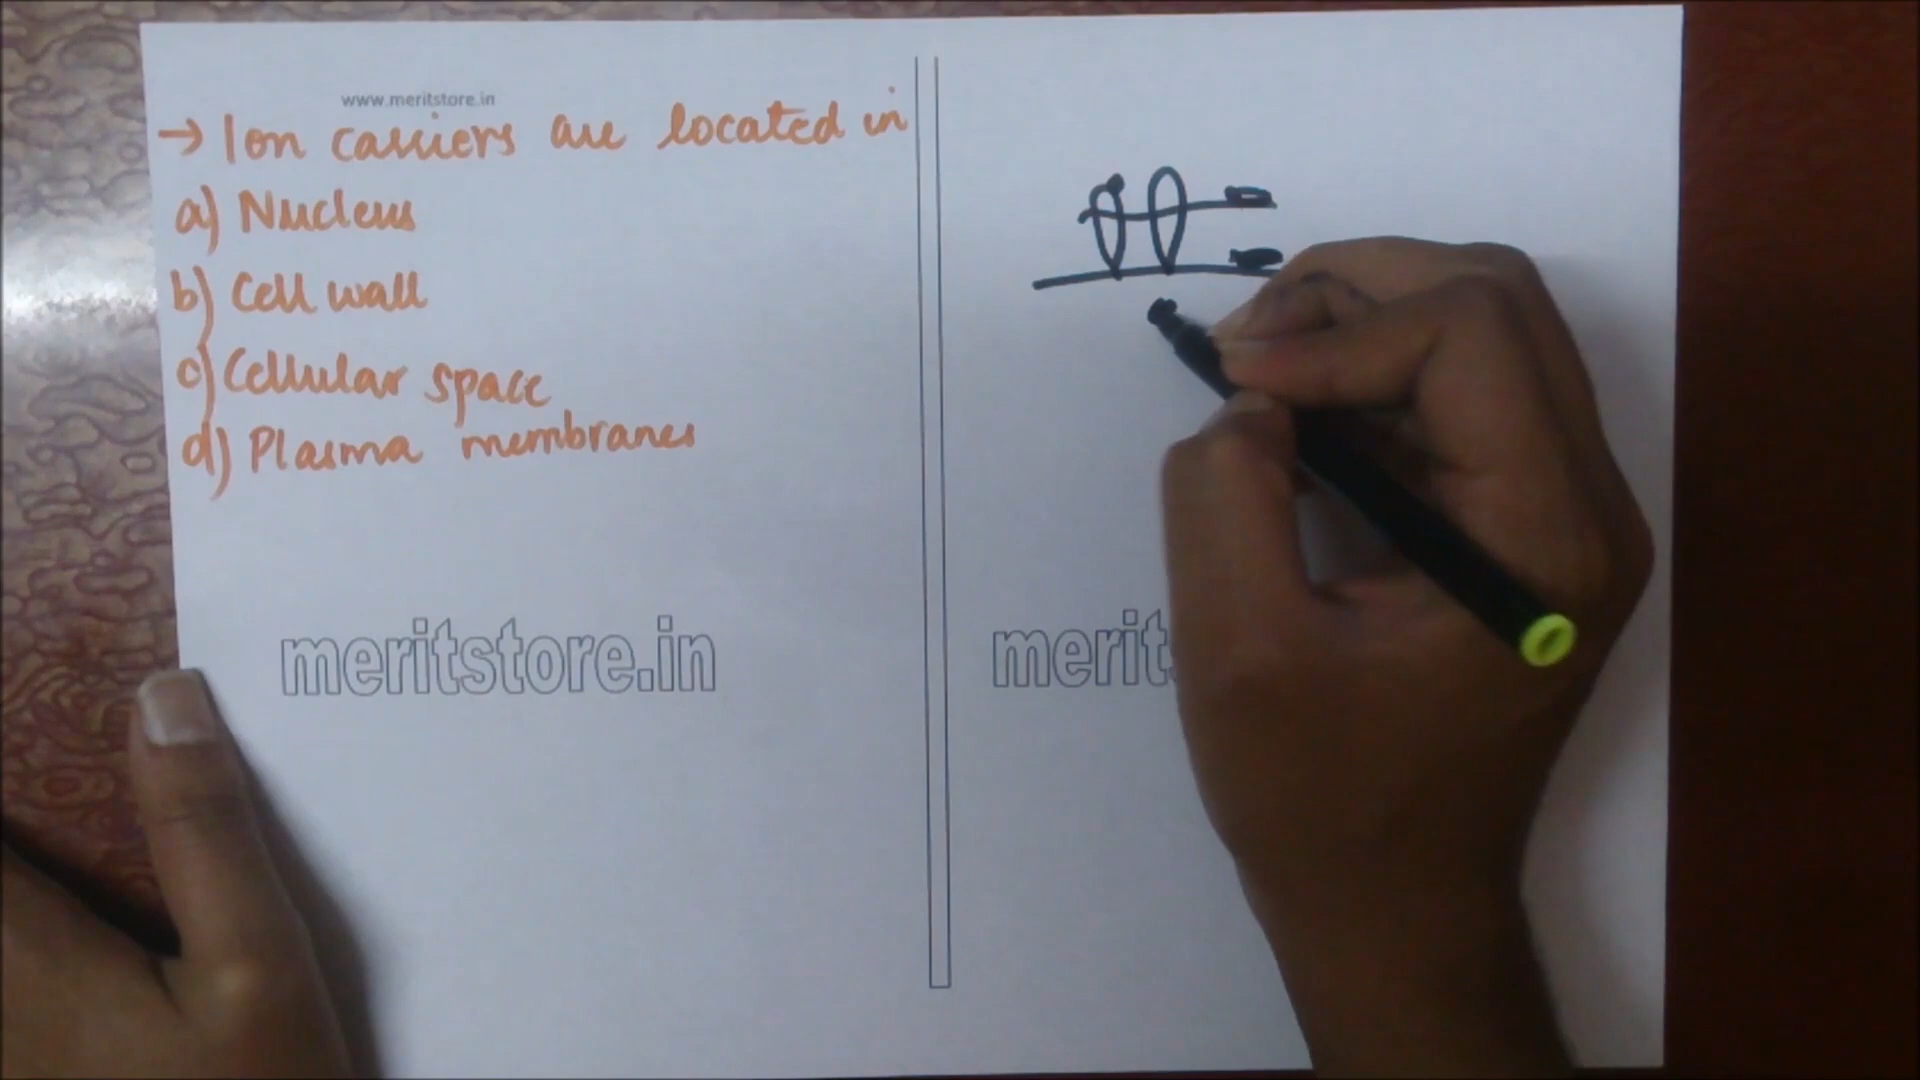 www.meritstore.in
→ Ion carriers are located in
a) Nucleus
b) Cell wall
c) Cellular space
d) Plasma membranes
meritstore.in
merit